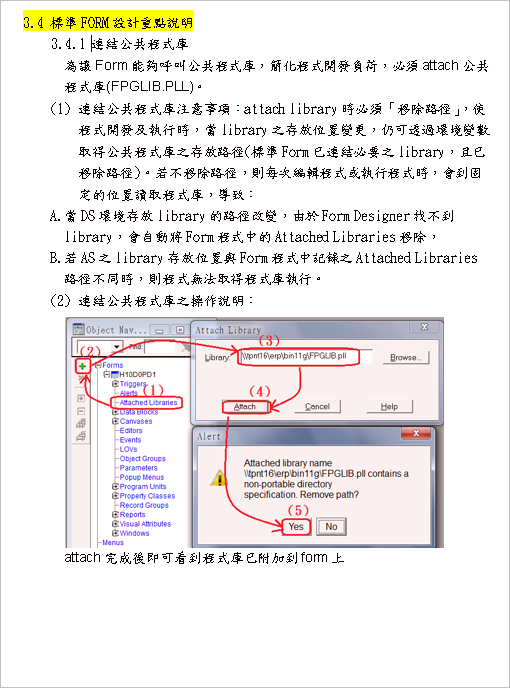 3.4 標準 FORM 設計重點說明
3.4.1 連結公共程式庫
為讓 Form 能夠呼叫公共程式庫，簡化程式開發負荷，必須 attach 公共
程式庫(FPGLIB.PLL)。
(1) 連結公共程式庫注意事項：attach library 時必須「移除路徑」，使
程式開發及執行時，當 library 之存放位置變更，仍可透過環境變數
取得公共程式庫之存放路徑(標準 Form 已連結必要之 library，且已
移除路徑)。若不移除路徑，則每次編輯程式或執行程式時，會到固
定的位置讀取程式庫，導致：
A. 當 DS 環境存放 library 的路徑改變，由於 Form Designer 找不到
library，會自動將 Form 程式中的 Attached Libraries 移除，
B. 若 AS 之 library 存放位置與 Form 程式中記錄之 Attached Libraries
路徑不同時，則程式無法取得程式庫執行。
(2) 連結公共程式庫之操作說明：
Object Nav...
Find
(2)
Forms
H10D0PD1
Triggers
(1)
Alerts
Attached Libraries
Data Blocks
Canvases
Editors
Events
LOVs
Object Groups
Parameters
Popup Menus
Program Units
Property Classes
Record Groups
Reports
Visual Attributes
Windows
Menus
Attach Library
(3)
Library: \\tpnt16\erp\bin11g\FPGLIB.pll Browse...
(4)
Attach Cancel Help
Alert
Attached library name
\\tpnt16\erp\bin11g\FPGLIB.pll contains a
non-portable directory
specification. Remove path?
(5)
Yes No
attach 完成後即可看到程式庫已附加到 form 上